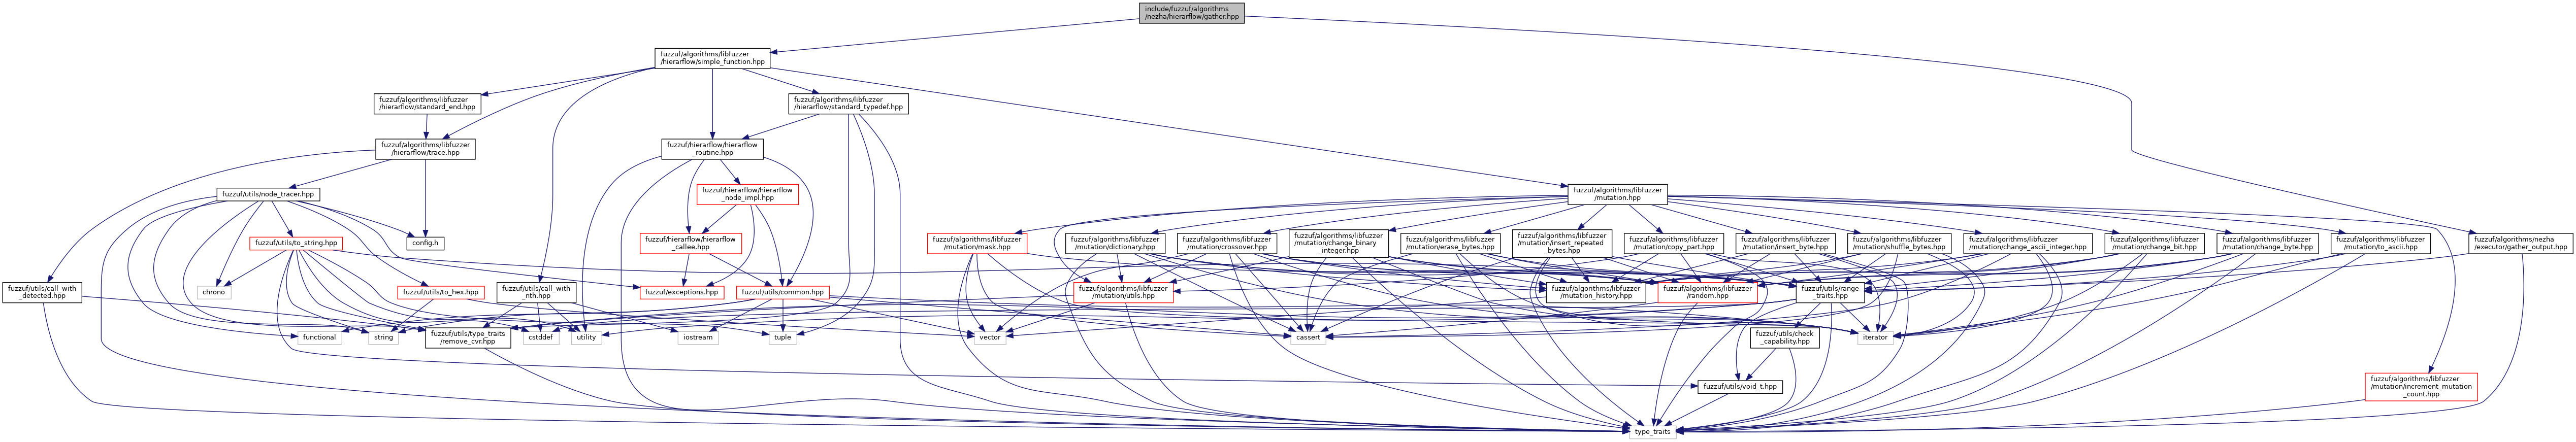 include/fuzzuf/algorithms
/nezha/hierarflow/gather.hpp
fuzzuf/algorithms/libfuzzer
/hierarflow/simple_function.hpp
fuzzuf/algorithms/libfuzzer
/hierarflow/standard_end.hpp
fuzzuf/algorithms/libfuzzer
/hierarflow/standard_typedef.hpp
fuzzuf/algorithms/libfuzzer
/hierarflow/trace.hpp
fuzzuf/hierarflow/hierarflow
_routine.hpp
fuzzuf/utils/node_tracer.hpp
fuzzuf/hierarflow/hierarflow
_node_impl.hpp
fuzzuf/algorithms/libfuzzer
/mutation.hpp
fuzzuf/utils/to_string.hpp
config.h
fuzzuf/hierarflow/hierarflow
_callee.hpp
fuzzuf/algorithms/libfuzzer
/mutation/mask.hpp
fuzzuf/algorithms/libfuzzer
/mutation/dictionary.hpp
fuzzuf/algorithms/libfuzzer
/mutation/crossover.hpp
fuzzuf/algorithms/libfuzzer
/mutation/change_binary
_integer.hpp
fuzzuf/algorithms/libfuzzer
/mutation/erase_bytes.hpp
fuzzuf/algorithms/libfuzzer
/mutation/insert_repeated
_bytes.hpp
fuzzuf/algorithms/libfuzzer
/mutation/copy_part.hpp
fuzzuf/algorithms/libfuzzer
/mutation/insert_byte.hpp
fuzzuf/algorithms/libfuzzer
/mutation/shuffle_bytes.hpp
fuzzuf/algorithms/libfuzzer
/mutation/change_ascii_integer.hpp
fuzzuf/algorithms/libfuzzer
/mutation/change_bit.hpp
fuzzuf/algorithms/libfuzzer
/mutation/change_byte.hpp
fuzzuf/algorithms/libfuzzer
/mutation/to_ascii.hpp
fuzzuf/algorithms/nezha
/executor/gather_output.hpp
fuzzuf/utils/call_with
_detected.hpp
chrono
fuzzuf/utils/to_hex.hpp
fuzzuf/utils/call_with
_nth.hpp
fuzzuf/exceptions.hpp
fuzzuf/utils/common.hpp
fuzzuf/algorithms/libfuzzer
/mutation/utils.hpp
fuzzuf/algorithms/libfuzzer
/mutation_history.hpp
fuzzuf/algorithms/libfuzzer
/random.hpp
fuzzuf/utils/range
_traits.hpp
functional
string
fuzzuf/utils/type_traits
/remove_cvr.hpp
cstddef
utility
iostream
tuple
vector
cassert
fuzzuf/utils/check
_capability.hpp
iterator
fuzzuf/utils/void_t.hpp
fuzzuf/algorithms/libfuzzer
/mutation/increment_mutation
_count.hpp
type_traits